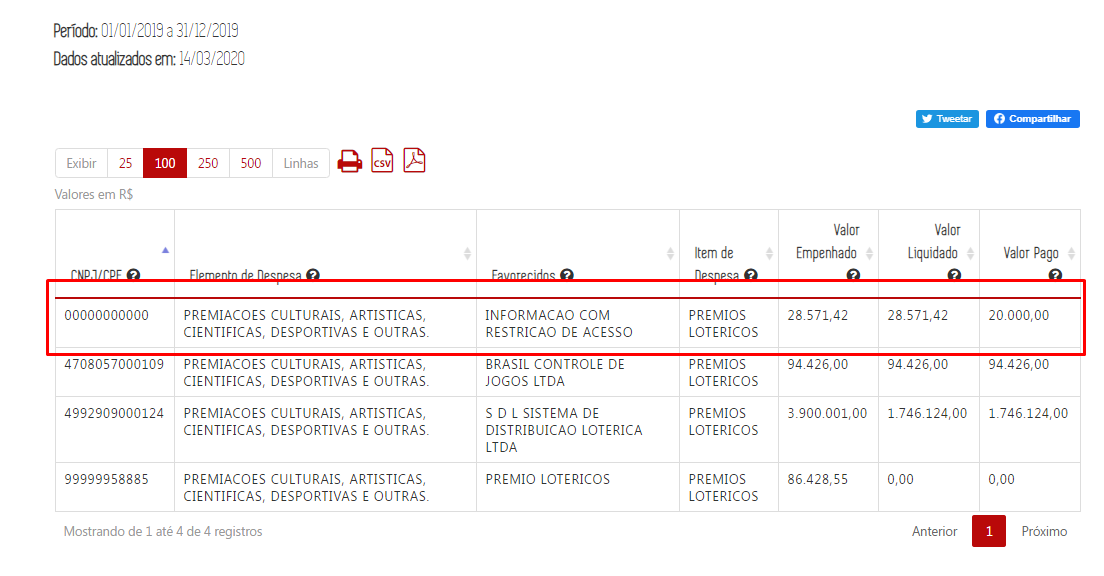 Período: 01/01/2019 a 31/12/2019
Dados atualizados em: 14/03/2020
Tweetar Compartilhar
Exibir 25 100 250 500 Linhas CSV
Valores em R$
CNPJ/CPF Elemento de Despesa Favorecidos Item de Despesa Valor Empenhado Valor Liquidado Valor Pago
00000000000 PREMIACOES CULTURAIS, ARTISTICAS, INFORMACAO COM PREMIOS 28.571,42 28.571,42 20.000,00
CIENTIFICAS, DESPORTIVAS E OUTRAS. RESTRICAO DE ACESSO LOTERICOS
4708057000109 PREMIACOES CULTURAIS, ARTISTICAS, BRASIL CONTROLE DE PREMIOS 94.426,00 94.426,00 94.426,00
CIENTIFICAS, DESPORTIVAS E OUTRAS. JOGOS LTDA LOTERICOS
4992909000124 PREMIACOES CULTURAIS, ARTISTICAS, S D L SISTEMA DE PREMIOS 3.900.001,00 1.746.124,00 1.746.124,00
CIENTIFICAS, DESPORTIVAS E OUTRAS. DISTRIBUICAO LOTERICA LOTERICOS
LTDA
99999958885 PREMIACOES CULTURAIS, ARTISTICAS, PREMIO LOTERICOS PREMIOS 86.428,55 0,00 0,00
CIENTIFICAS, DESPORTIVAS E OUTRAS. LOTERICOS
Mostrando de 1 até 4 de 4 registros Anterior 1 Próximo